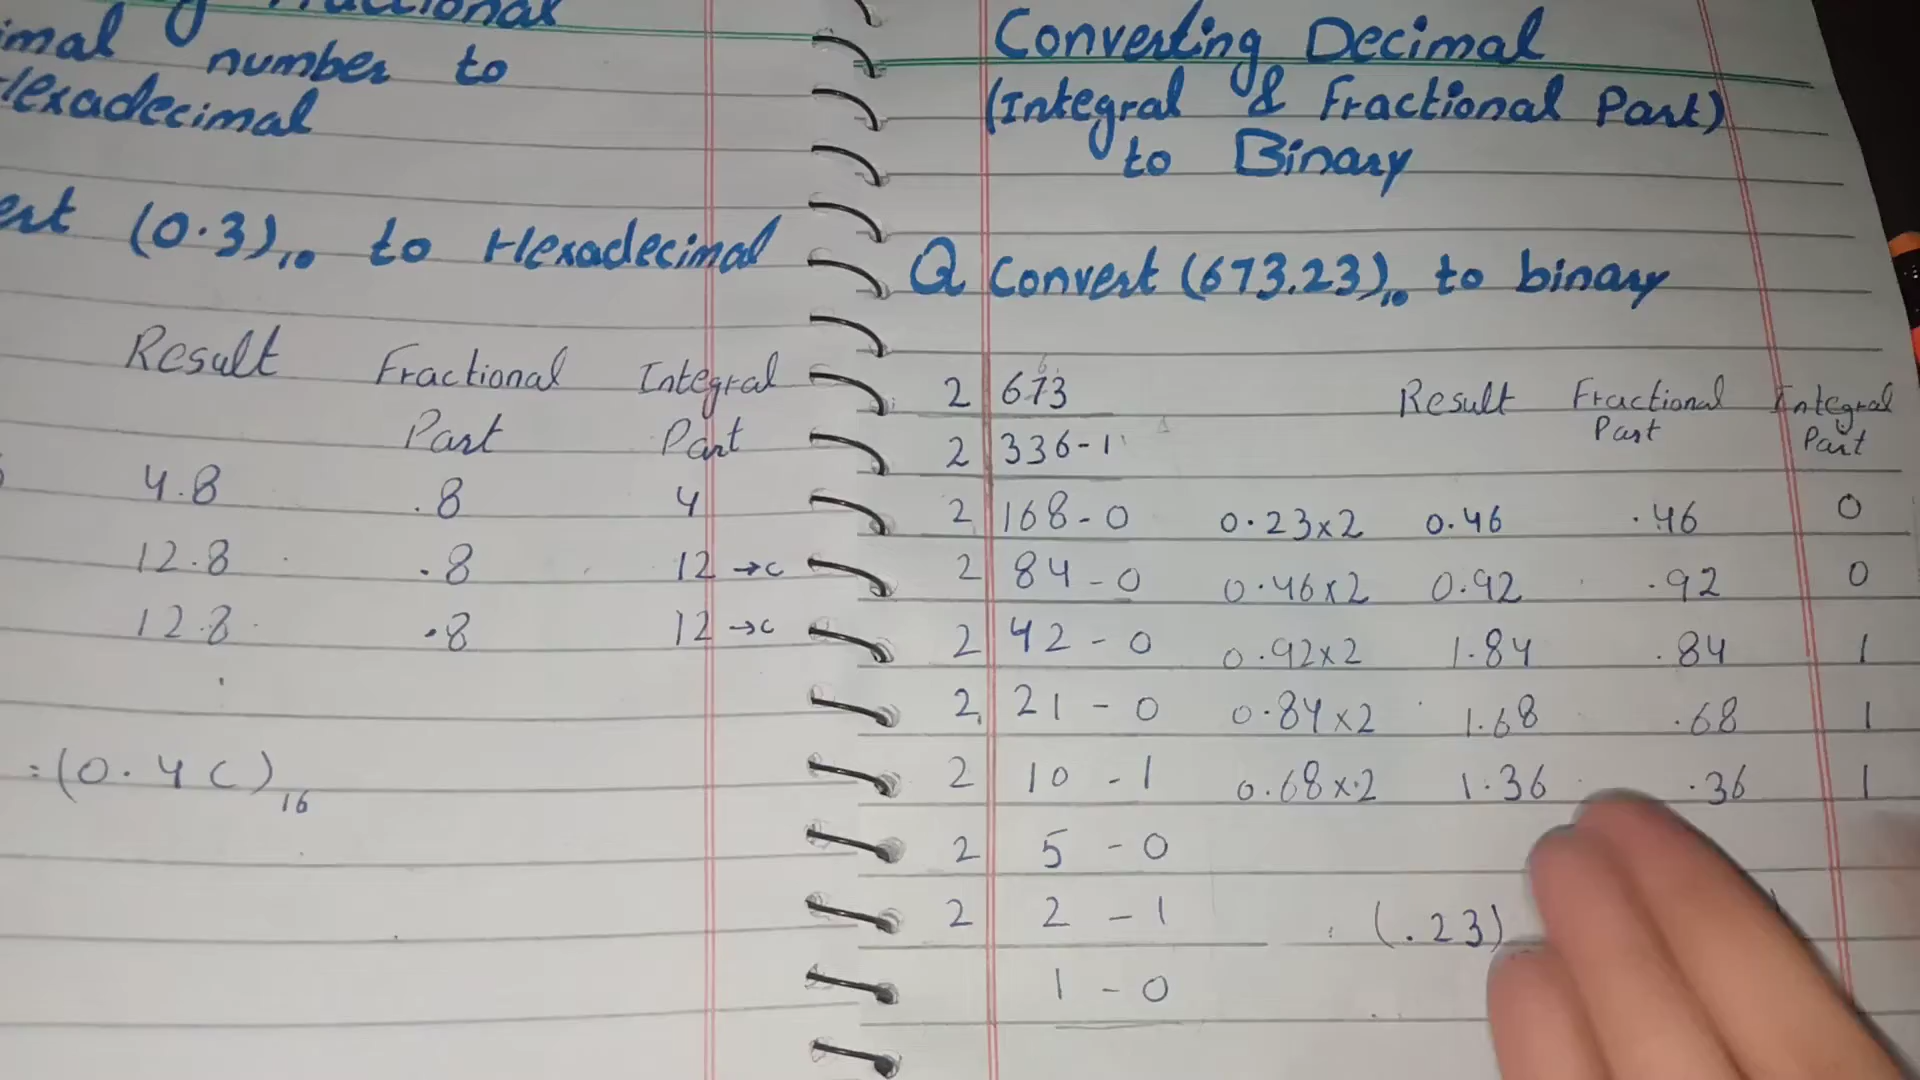 Fractional
number to
Hexadecimal
(0.3)₁₀ to Hexadecimal
Result Fractional Part Integral Part
4.8 .8 4
12.8 .8 12 →c
12.8 .8 12 →c
=(0.4C)₁₆
Converting Decimal
(Integral & Fractional Part)
to Binary
Q Convert (673.23)₁₀ to binary
2 673
2 336-1
2 168-0
2 84-0
2 42-0
2 21-0
2 10-1
2 5-0
2 2-1
1-0
Result Fractional Part Integral Part
0.23x2 0.46 .46 0
0.46x2 0.92 .92 0
0.92x2 1.84 .84 1
0.84x2 1.68 .68 1
0.68x2 1.36 .36 1
(.23)